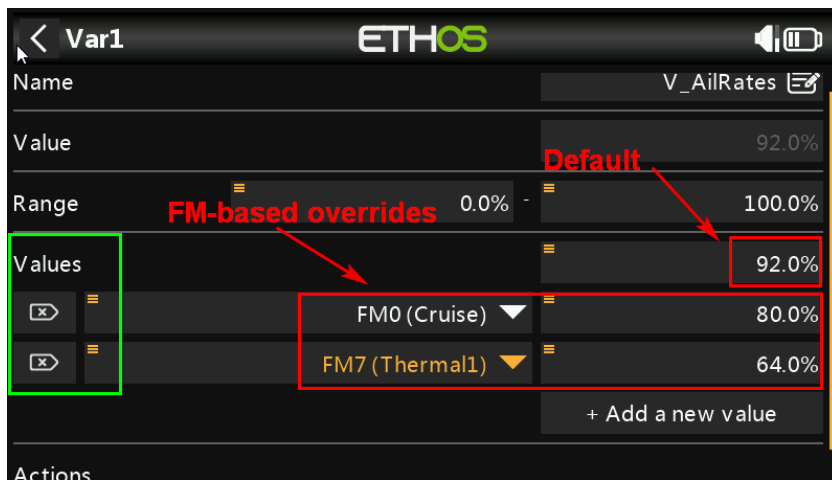 Var1
ETHOS
Name
V_AilRates
Value
92.0%
Default
Range
0.0%
-
100.0%
FM-based overrides
Values
92.0%
FM0 (Cruise)
80.0%
FM7 (Thermal1)
64.0%
+ Add a new value
Actions